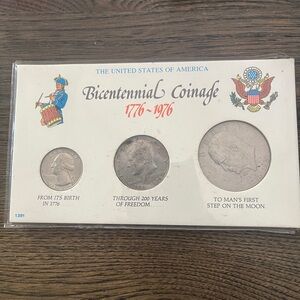 THE UNITED STATES OF AMERICA
Bicentennial Coinage
1776~1976
FROM ITS BIRTH
IN 1776
THROUGH 200 YEARS
OF FREEDOM
TO MAN'S FIRST
STEP ON THE MOON.